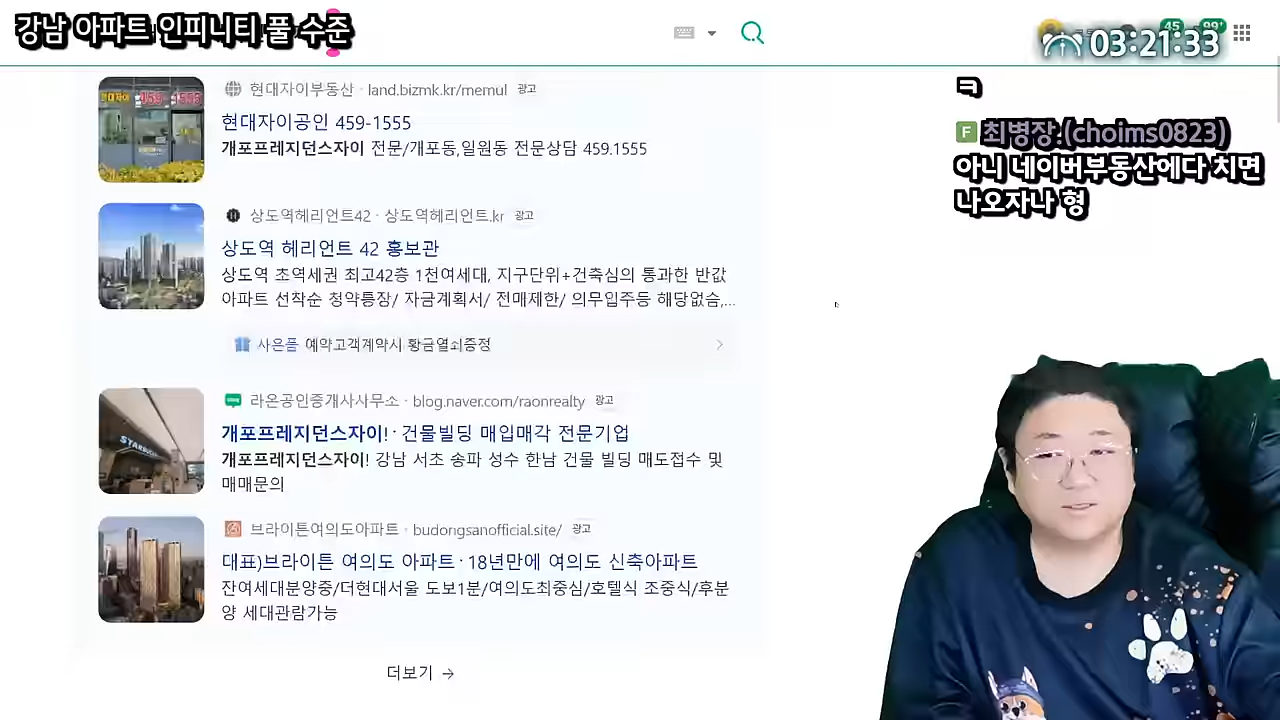 강남 아파트 인피니티 풀 수준
45
99+
03:21:33
현대자이부동산 · land.bizmk.kr/memul 광고
현대자이공인 459-1555
개포프레지던스자이 전문/개포동,일원동 전문상담 459.1555
상도역헤리언트42 · 상도역헤리언트.kr 광고
상도역 헤리언트 42 홍보관
상도역 초역세권 최고42층 1천여세대, 지구단위+건축심의 통과한 반값
아파트 선착순 청약통장/ 자금계획서/ 전매제한/ 의무입주등 해당없슴,...
사은품 예약고객계약시 황금열쇠증정
라온공인중개사사무소 · blog.naver.com/raonrealty 광고
개포프레지던스자이! · 건물빌딩 매입매각 전문기업
개포프레지던스자이! 강남 서초 송파 성수 한남 건물 빌딩 매도접수 및
매매문의
STARBUCKS
브라이튼여의도아파트 · budongsanofficial.site/ 광고
대표)브라이튼 여의도 아파트 · 18년만에 여의도 신축아파트
잔여세대분양중/더현대서울 도보1분/여의도최중심/호텔식 조중식/후분
양 세대관람가능
더보기 →
ㅋ
F 최병장.(choims0823)
아니 네이버부동산에다 치면
나오자나 형